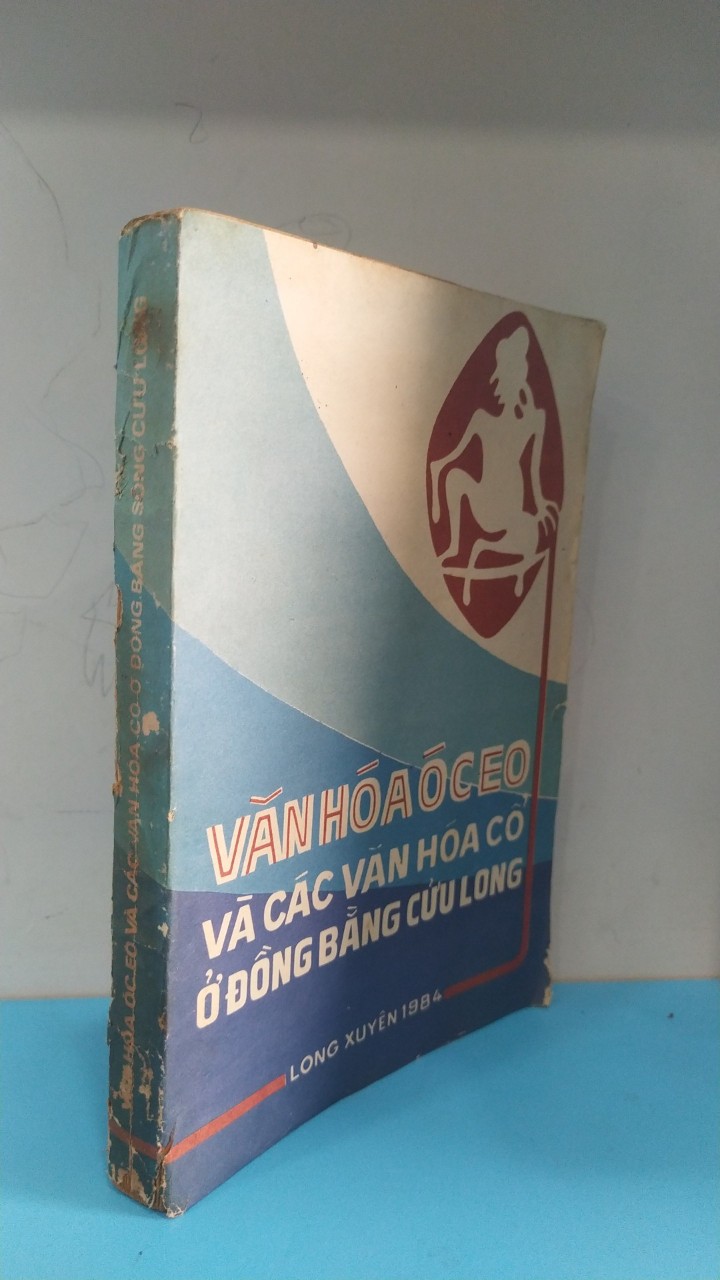 VĂN HÓA ÓC EO
VÀ CÁC VĂN HÓA CỔ
Ở ĐỒNG BẰNG CỬU LONG
LONG XUYÊN 1984
VĂN HÓA ÓC EO VÀ CÁC VĂN HÓA CỔ Ở ĐỒNG BẰNG SÔNG CỬU LONG